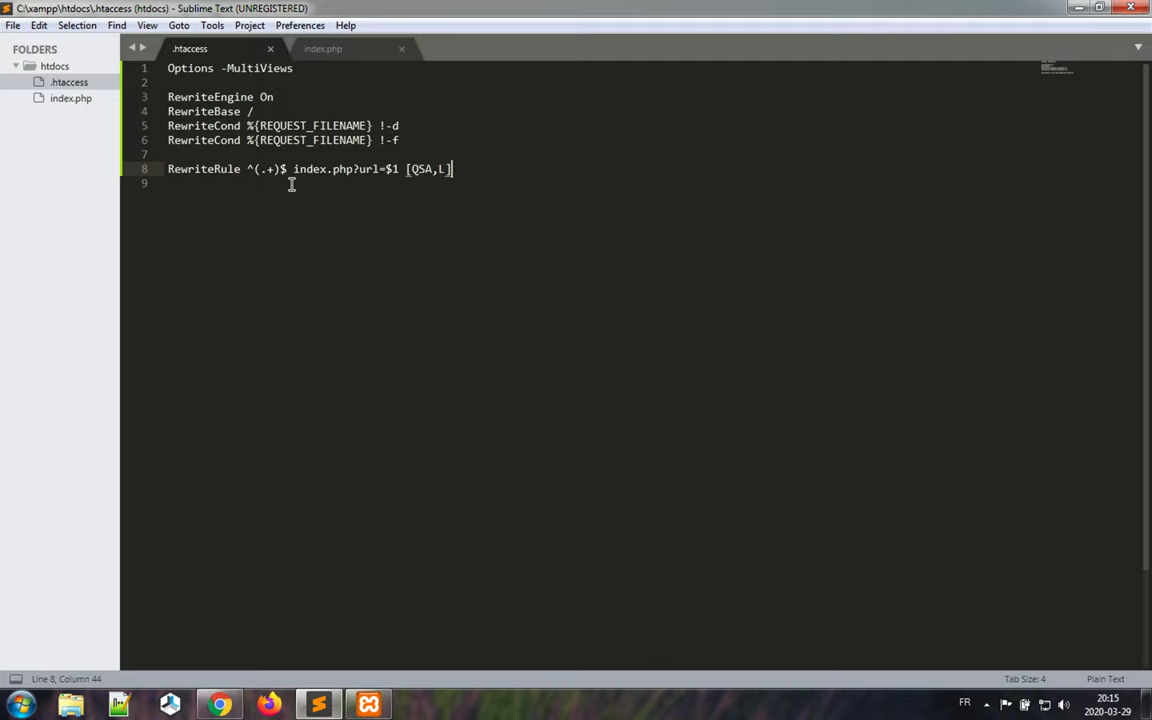 C:\xampp\htdocs\.htaccess (htdocs) - Sublime Text (UNREGISTERED)
File Edit Selection Find View Goto Tools Project Preferences Help
FOLDERS
htdocs
.htaccess
index.php
.htaccess
index.php
1 Options -MultiViews
2
3 RewriteEngine On
4 RewriteBase /
5 RewriteCond %{REQUEST_FILENAME} !-d
6 RewriteCond %{REQUEST_FILENAME} !-f
7
8 RewriteRule ^(.+)$ index.php?url=$1 [QSA,L]
9
Line 8, Column 44
Tab Size: 4
Plain Text
FR
20:15
2020-03-29